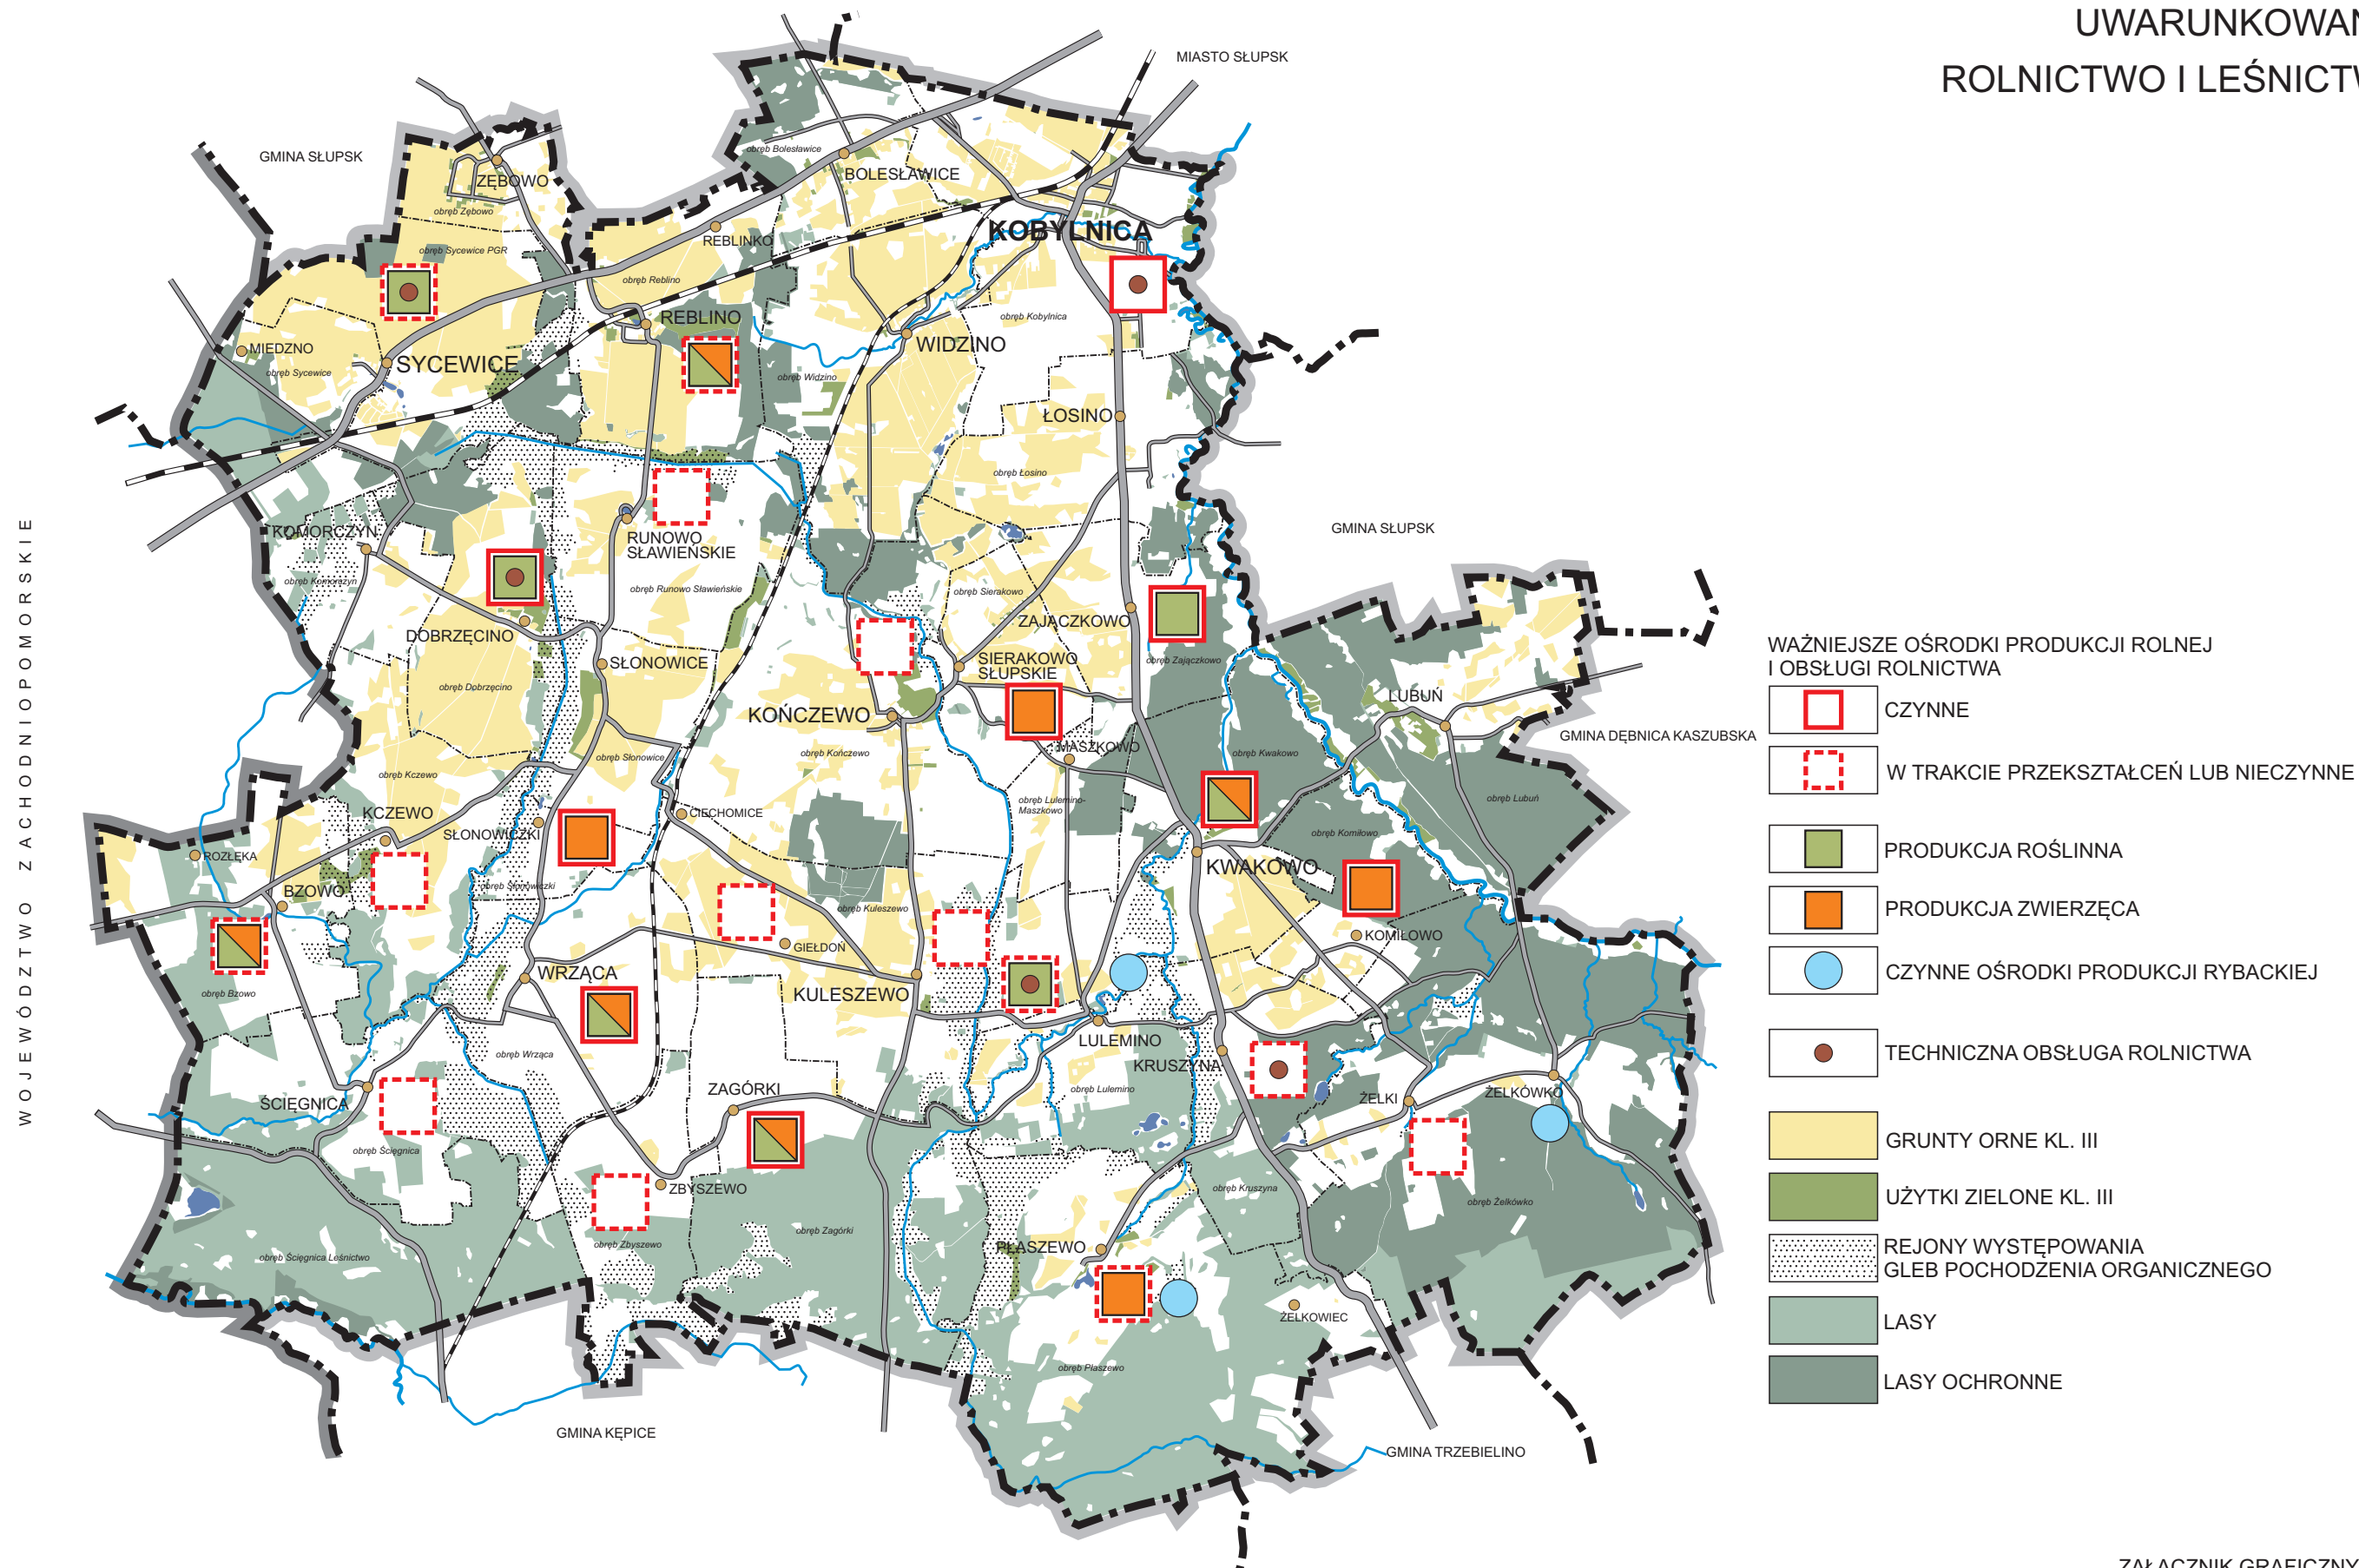 UWARUNKOWAN
ROLNICTWO I LEŚNICTW
MIASTO SŁUPSK
GMINA SŁUPSK
ZĘBOWO
obręb Zębowo
obręb Bolesławice
BOLESŁAWICE
obręb Sycewice PGR
REBLINKO
KOBYLNICA
obręb Reblino
REBLINO
obręb Kobylnica
WIDZINO
MIEDZNO
SYCEWICE
obręb Sycewice
obręb Widzino
ŁOSINO
obręb Łosino
KOMORCZYN
RUNOWO
SŁAWIEŃSKIE
GMINA SŁUPSK
obręb Komorczyn
obręb Runowo Sławieńskie
obręb Sierakowo
ZAJĄCZKOWO
DOBRZĘCINO
SŁONOWICE
SIERAKOWO
SŁUPSKIE
obręb Zajączkowo
obręb Dobrzęcino
LUBUŃ
KOŃCZEWO
GMINA DĘBNICA KASZUBSKA
obręb Słonowice
obręb Kończewo
MASZKOWO
obręb Kwakowo
obręb Kczewo
obręb Lulemino-
Maszkowo
obręb Lubuń
KCZEWO
SŁONOWICZKI
CIECHOMICE
obręb Komiłowo
ROZŁĘKA
KWAKOWO
BZOWO
obręb Słonowiczki
obręb Kuleszewo
GIEŁDOŃ
KOMIŁOWO
WRZĄCA
KULESZEWO
obręb Bzowo
obręb Wrząca
LULEMINO
KRUSZYNA
ZAGÓRKI
obręb Lulemino
ŻELKI
ŻELKÓWKO
ŚCIĘGNICA
obręb Ścięgnica
ZBYSZEWO
obręb Kruszyna
obręb Żelkówko
obręb Zagórki
obręb Zbyszewo
PŁASZEWO
obręb Ścięgnica Leśnictwo
ŻELKOWIEC
obręb Płaszewo
GMINA KĘPICE
GMINA TRZEBIELINO
WOJEWÓDZTWO ZACHODNIOPOMORSKIE
WAŻNIEJSZE OŚRODKI PRODUKCJI ROLNEJ
I OBSŁUGI ROLNICTWA
CZYNNE
W TRAKCIE PRZEKSZTAŁCEŃ LUB NIECZYNNE
PRODUKCJA ROŚLINNA
PRODUKCJA ZWIERZĘCA
CZYNNE OŚRODKI PRODUKCJI RYBACKIEJ
TECHNICZNA OBSŁUGA ROLNICTWA
GRUNTY ORNE KL. III
UŻYTKI ZIELONE KL. III
REJONY WYSTĘPOWANIA
GLEB POCHODZENIA ORGANICZNEGO
LASY
LASY OCHRONNE
ZAŁĄCZNIK GRAFICZNY